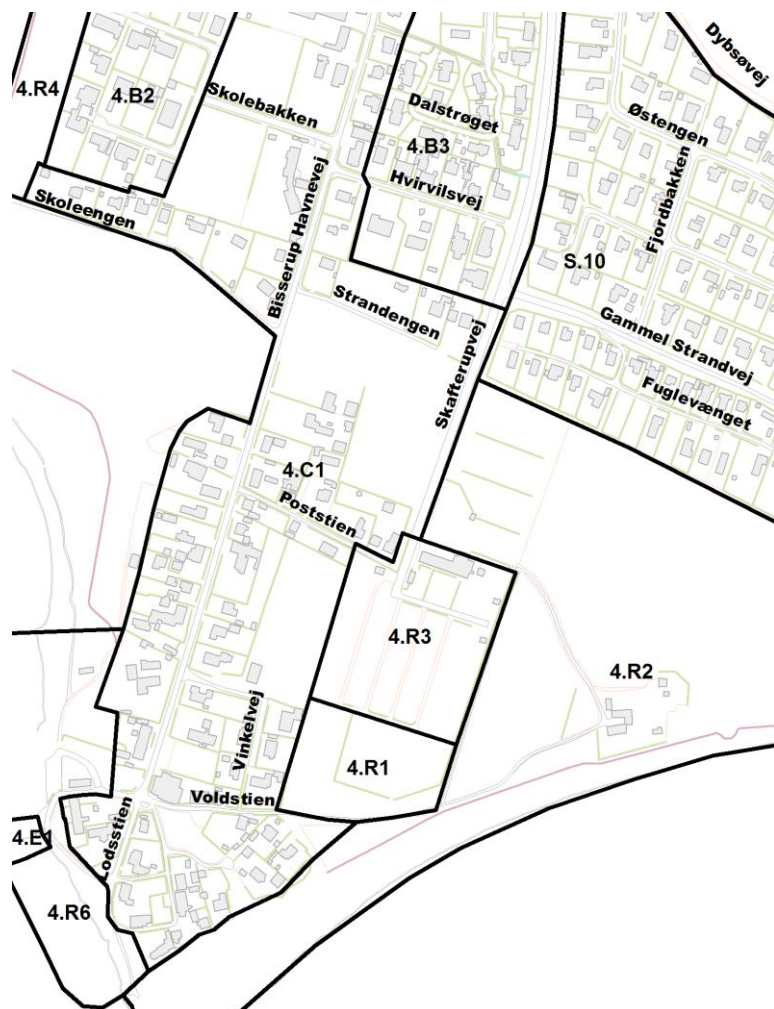 Dybsøvej
4.R4
4.B2
Skolebakken
Dalstrøget
4.B3
Hvirvilsvej
Østengen
Fjordbakken
Skoleengen
Bisserup Havnevej
S.10
Strandengen
Skafterupvej
Gammel Strandvej
Fuglevænget
4.C1
Poststien
4.R3
4.R2
Vinkelvej
4.R1
Voldstien
4.E1
Lodsstien
4.R6